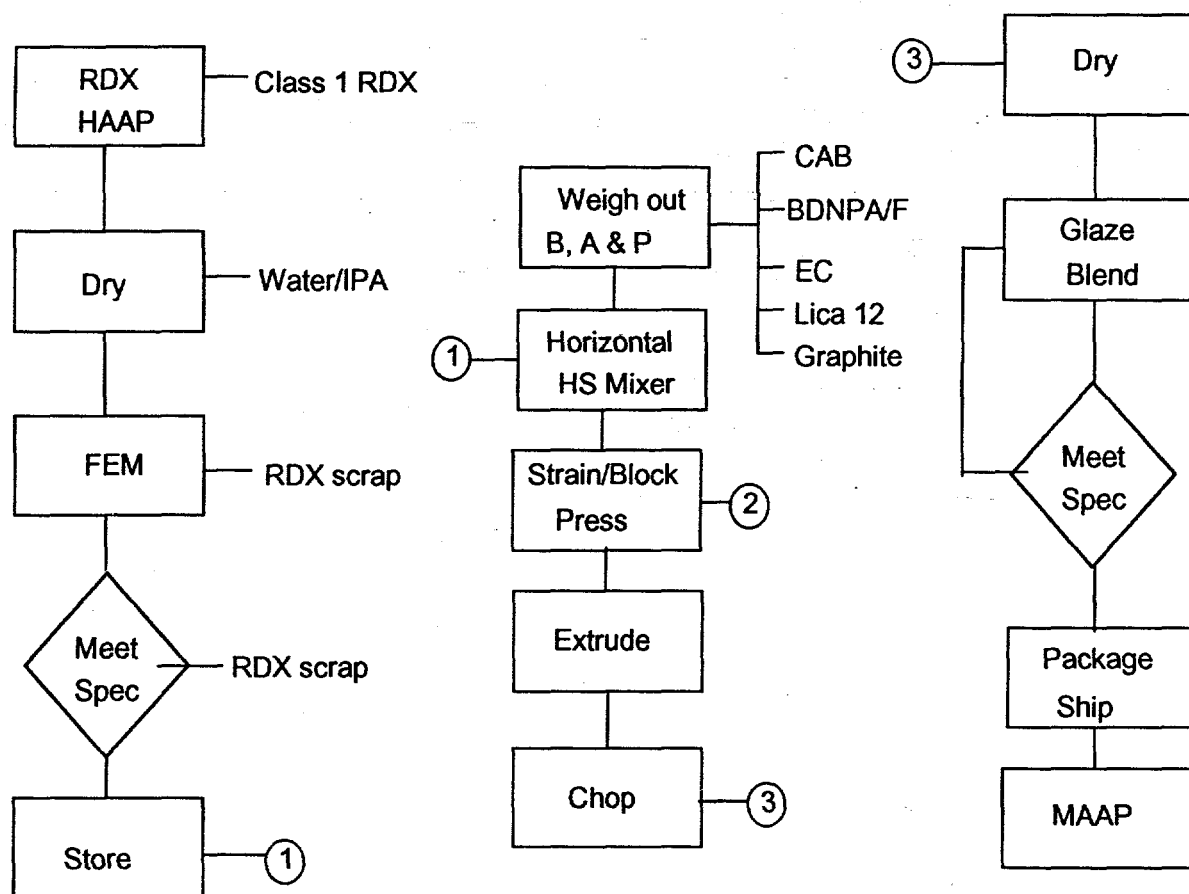 RDX
HAAP
Class 1 RDX
Dry
Water/IPA
FEM
RDX scrap
Meet
Spec
RDX scrap
Store
1
Weigh out
B, A & P
CAB
BDNPA/F
EC
Lica 12
Graphite
1
Horizontal
HS Mixer
Strain/Block
Press
2
Extrude
Chop
3
3
Dry
Glaze
Blend
Meet
Spec
Package
Ship
MAAP